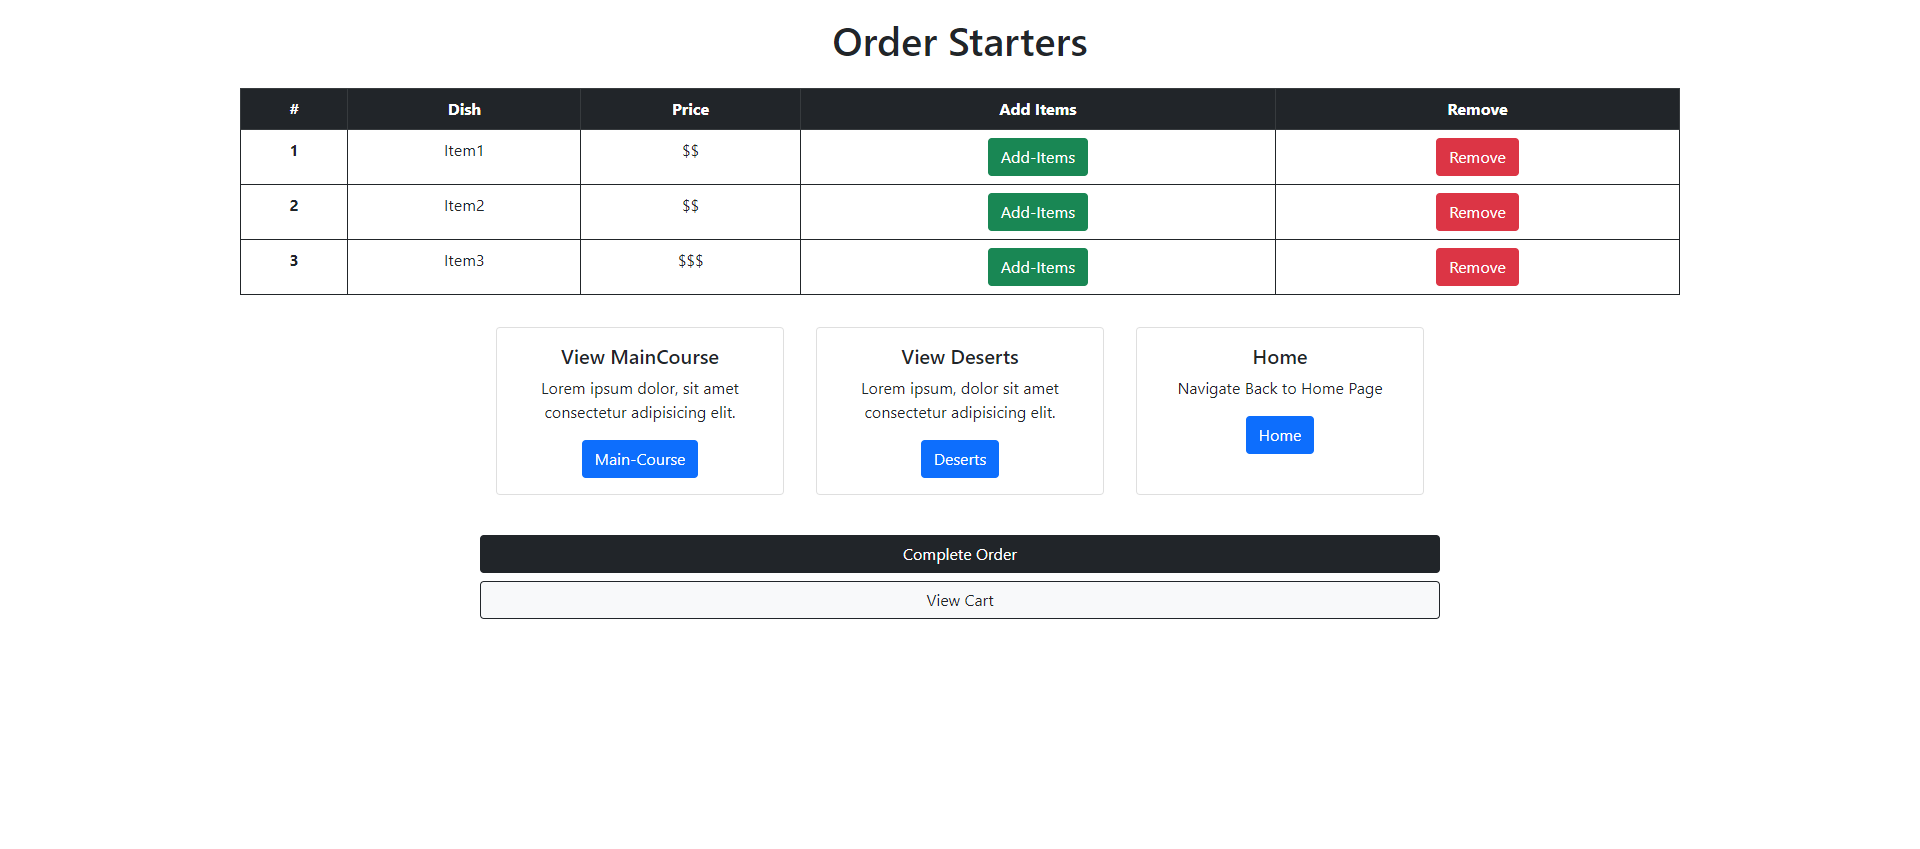 Order Starters
# Dish Price Add Items Remove
1 Item1 $$ Add-Items Remove
2 Item2 $$ Add-Items Remove
3 Item3 $$$ Add-Items Remove
View MainCourse
Lorem ipsum dolor, sit amet
consectetur adipisicing elit.
Main-Course
View Deserts
Lorem ipsum, dolor sit amet
consectetur adipisicing elit.
Deserts
Home
Navigate Back to Home Page
Home
Complete Order
View Cart